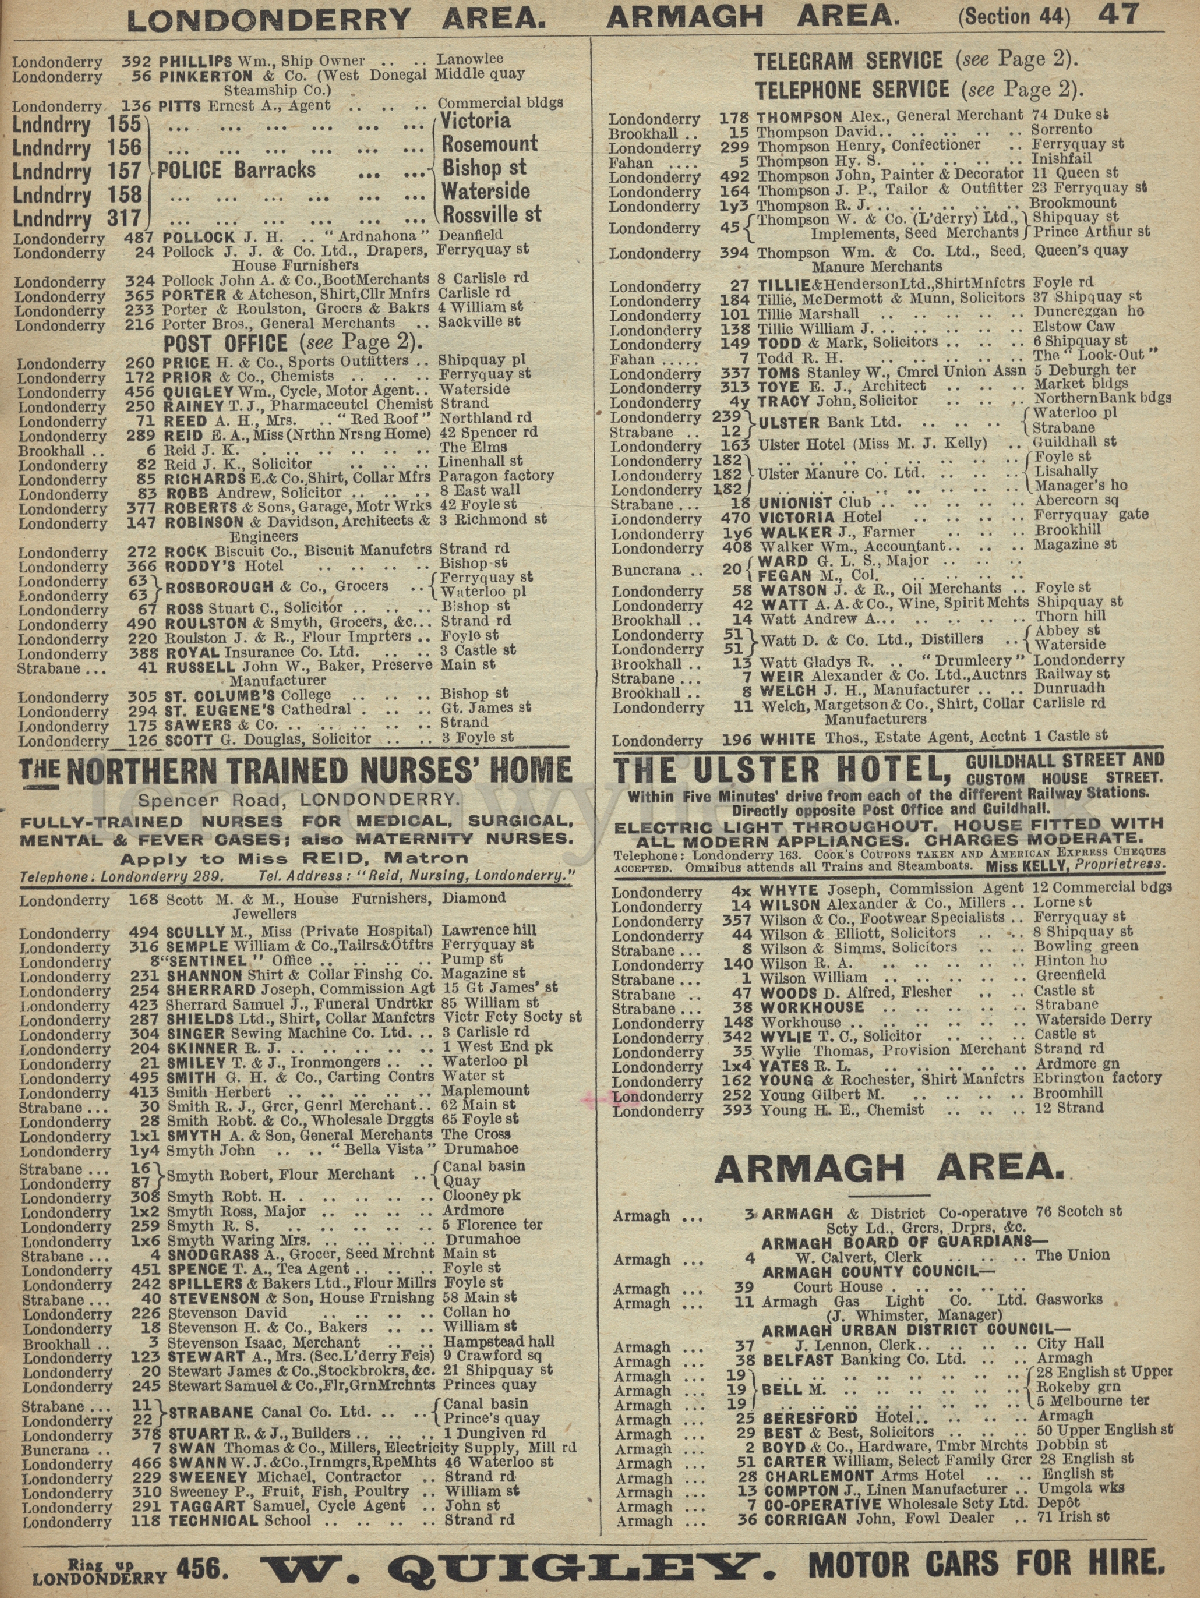 LONDONDERRY AREA. ARMAGH AREA. (Section 44) 47
Londonderry 392 PHILLIPS Wm., Ship Owner .. .. Lanowlee
Londonderry 56 PINKERTON & Co. (West Donegal Middle quay
Steamship Co.)
Londonderry 136 PITTS Ernest A., Agent .. .. .. Commercial bldgs
Lndndrry 155 ... ... ... ... ... ... Victoria
Lndndrry 156 ... ... ... ... ... ... Rosemount
Lndndrry 157 POLICE Barracks ... ... Bishop st
Lndndrry 158 ... ... ... ... ... ... Waterside
Lndndrry 317 ... ... ... ... ... ... Rossville st
Londonderry 487 POLLOCK J. H. .. "Ardnahona" Deanfield
Londonderry 24 Pollock J. J. & Co. Ltd., Drapers, Ferryquay st
House Furnishers
Londonderry 324 Pollock John A. & Co., BootMerchants 8 Carlisle rd
Londonderry 365 PORTER & Atcheson, Shirt, Cllr Mnfrs Carlisle rd
Londonderry 233 Porter & Roulston, Grocrs & Bakrs 4 William st
Londonderry 216 Porter Bros., General Merchants .. Sackville st
POST OFFICE (see Page 2).
Londonderry 260 PRICE H. & Co., Sports Outfitters .. Shipquay pl
Londonderry 172 PRIOR & Co., Chemists .. .. .. Ferryquay st
Londonderry 456 QUIGLEY Wm., Cycle, Motor Agent.. Waterside
Londonderry 250 RAINEY T. J., Pharmaceutcl Chemist Strand
Londonderry 71 REED A. H., Mrs. .. "Red Roof" Northland rd
Londonderry 289 REID E. A., Miss (Nrthn Nrsng Home) 42 Spencer rd
Brookhall .. 6 Reid J. K. .. .. .. .. .. The Elms
Londonderry 82 Reid J. K., Solicitor .. .. .. Linenhall st
Londonderry 85 RICHARDS E. & Co., Shirt, Collar Mfrs Paragon factory
Londonderry 83 ROBB Andrew, Solicitor .. .. .. 8 East wall
Londonderry 377 ROBERTS & Sons, Garage, Motr Wrks 42 Foyle st
Londonderry 147 ROBINSON & Davidson, Architects & 3 Richmond st
Engineers
Londonderry 272 ROCK Biscuit Co., Biscuit Manufctrs Strand rd
Londonderry 366 RODDY'S Hotel .. .. .. .. Bishop st
Londonderry 63 ROSBOROUGH & Co., Grocers .. Ferryquay st
Londonderry 63 Waterloo pl
Londonderry 67 ROSS Stuart C., Solicitor .. .. .. Bishop st
Londonderry 490 ROULSTON & Smyth, Grocers, &c... Strand rd
Londonderry 220 Roulston J. & R., Flour Imprters .. Foyle st
Londonderry 388 ROYAL Insurance Co. Ltd. .. .. 3 Castle st
Strabane ... 41 RUSSELL John W., Baker, Preserve Main st
Manufacturer
Londonderry 305 ST. COLUMB'S College .. .. .. Bishop st
Londonderry 294 ST. EUGENE'S Cathedral . .. .. Gt. James st
Londonderry 175 SAWERS & Co. .. .. .. .. .. Strand
Londonderry 126 SCOTT G. Douglas, Solicitor .. .. 3 Foyle st
THE NORTHERN TRAINED NURSES' HOME
Spencer Road, LONDONDERRY.
FULLY-TRAINED NURSES FOR MEDICAL, SURGICAL,
MENTAL & FEVER CASES; also MATERNITY NURSES.
Apply to Miss REID, Matron
Telephone: Londonderry 289. Tel. Address: "Reid, Nursing, Londonderry."
Londonderry 168 Scott M. & M., House Furnishers, Diamond
Jewellers
Londonderry 494 SCULLY M., Miss (Private Hospital) Lawrence hill
Londonderry 316 SEMPLE William & Co., Tailrs & Otftrs Ferryquay st
Londonderry 8 "SENTINEL" Office .. .. .. .. Pump st
Londonderry 231 SHANNON Shirt & Collar Finshg Co. Magazine st
Londonderry 254 SHERRARD Joseph, Commission Agt 15 Gt James' st
Londonderry 423 Sherrard Samuel J., Funeral Undrtkr 85 William st
Londonderry 287 SHIELDS Ltd., Shirt, Collar Manfctrs Victr Fcty Socty st
Londonderry 304 SINGER Sewing Machine Co. Ltd. .. 3 Carlisle rd
Londonderry 204 SKINNER R. J. .. .. .. .. .. 1 West End pk
Londonderry 21 SMILEY T. & J., Ironmongers .. .. Waterloo pl
Londonderry 495 SMITH G. H. & Co., Carting Contrs Water st
Londonderry 413 Smith Herbert .. .. .. .. .. Maplemount
Strabane ... 30 Smith R. J., Grcr, Genrl Merchant.. 62 Main st
Londonderry 28 Smith Robt. & Co., Wholesale Drggts 65 Foyle st
Londonderry 1x1 SMYTH A. & Son, General Merchants The Cross
Londonderry 1y4 Smyth John .. .. "Bella Vista" Drumahoe
Strabane ... 16 Smyth Robert, Flour Merchant .. Canal basin
Londonderry 87 Quay
Londonderry 308 Smyth Robt. H. . .. .. .. .. Clooney pk
Londonderry 1x2 Smyth Ross, Major .. .. .. .. Ardmore
Londonderry 259 Smyth R. S. .. .. .. .. .. 5 Florence ter
Londonderry 1x6 Smyth Waring Mrs. .. .. .. .. Drumahoe
Strabane ... 4 SNODGRASS A., Grocer, Seed Mrchnt Main st
Londonderry 451 SPENCE T. A., Tea Agent .. .. .. Foyle st
Londonderry 242 SPILLERS & Bakers Ltd., Flour Millrs Foyle st
Strabane ... 40 STEVENSON & Son, House Frnishng 58 Main st
Londonderry 226 Stevenson David .. .. .. .. Collan ho
Londonderry 18 Stevenson H. & Co., Bakers .. .. William st
Brookhall .. 3 Stevenson Isaac, Merchant .. .. Hampstead hall
Londonderry 123 STEWART A., Mrs. (Sec. L'derry Feis) 9 Crawford sq
Londonderry 20 Stewart James & Co., Stockbrokrs, &c. 21 Shipquay st
Londonderry 245 Stewart Samuel & Co., Flr, Grn Mrchnts Princes quay
Strabane ... 11 STRABANE Canal Co. Ltd. .. .. Canal basin
Londonderry 22 Prince's quay
Londonderry 378 STUART R. & J., Builders .. .. .. 1 Dungiven rd
Buncrana .. 7 SWAN Thomas & Co., Millers, Electricity Supply, Mill rd
Londonderry 466 SWANN W. J. & Co., Irnmgrs, RpeMhts 46 Waterloo st
Londonderry 229 SWEENEY Michael, Contractor .. Strand rd
Londonderry 310 Sweeney P., Fruit, Fish, Poultry .. William st
Londonderry 291 TAGGART Samuel, Cycle Agent .. John st
Londonderry 118 TECHNICAL School .. .. .. .. Strand rd
TELEGRAM SERVICE (see Page 2).
TELEPHONE SERVICE (see Page 2).
Londonderry 178 THOMPSON Alex., General Merchant 74 Duke st
Brookhall .. 15 Thompson David.. .. .. .. .. Sorrento
Londonderry 299 Thompson Henry, Confectioner .. Ferryquay st
Fahan .... 5 Thompson Hy. S. .. .. .. .. .. Inishfail
Londonderry 492 Thompson John, Painter & Decorator 11 Queen st
Londonderry 164 Thompson J. P., Tailor & Outfitter 23 Ferryquay st
Londonderry 1y3 Thompson R. J. .. .. .. .. .. Brookmount
Londonderry 45 Thompson W. & Co. (L'derry) Ltd., Shipquay st
Implements, Seed Merchants Prince Arthur st
Londonderry 394 Thompson Wm. & Co. Ltd., Seed, Queen's quay
Manure Merchants
Londonderry 27 TILLIE & Henderson Ltd., Shirt Mnfctrs Foyle rd
Londonderry 184 Tillie, McDermott & Munn, Solicitors 37 Shipquay st
Londonderry 101 Tillie Marshall .. .. .. .. .. Duncreggan ho
Londonderry 138 Tillie William J. .. .. .. .. .. Elstow Caw
Londonderry 149 TODD & Mark, Solicitors .. .. .. 6 Shipquay st
Fahan ..... 7 Todd R. H. .. .. .. .. .. The "Look-Out"
Londonderry 337 TOMS Stanley W., Cmrcl Union Assn 5 Deburgh ter
Londonderry 313 TOYE E. J., Architect .. .. .. Market bldgs
Londonderry 4y TRACY John, Solicitor .. .. .. Northern Bank bdgs
Londonderry 239 ULSTER Bank Ltd. .. .. .. Waterloo pl
Strabane .. 12 Strabane
Londonderry 163 Ulster Hotel (Miss M. J. Kelly) .. Guildhall st
Londonderry 182 .. .. .. .. .. .. Foyle st
Londonderry 182 Ulster Manure Co. Ltd. .. .. .. Lisahally
Londonderry 182 .. .. .. .. .. .. Manager's ho
Strabane ... 18 UNIONIST Club .. .. .. .. .. Abercorn sq
Londonderry 470 VICTORIA Hotel .. .. .. .. Ferryquay gate
Londonderry 1y6 WALKER J., Farmer .. .. .. Brookhill
Londonderry 408 Walker Wm., Accountant.. .. .. Magazine st
Buncrana .. 20 WARD G. L. S., Major .. .. ..
FEGAN M., Col. .. .. .. ..
Londonderry 58 WATSON J. & R., Oil Merchants .. Foyle st
Londonderry 42 WATT A. A. & Co., Wine, Spirit Mchts Shipquay st
Brookhall .. 14 Watt Andrew A... .. .. .. .. Thorn hill
Londonderry 51 Watt D. & Co. Ltd., Distillers .. Abbey st
Londonderry 51 Waterside
Brookhall .. 13 Watt Gladys R. .. "Drumleery" Londonderry
Strabane ... 7 WEIR Alexander & Co. Ltd., Auctnrs Railway st
Brookhall .. 8 WELCH J. H., Manufacturer .. .. Dunruadh
Londonderry 11 Welch, Margetson & Co., Shirt, Collar Carlisle rd
Manufacturers
Londonderry 196 WHITE Thos., Estate Agent, Acctnt 1 Castle st
THE ULSTER HOTEL, GUILDHALL STREET AND
CUSTOM HOUSE STREET.
Within Five Minutes' drive from each of the different Railway Stations.
Directly opposite Post Office and Guildhall.
ELECTRIC LIGHT THROUGHOUT. HOUSE FITTED WITH
ALL MODERN APPLIANCES. CHARGES MODERATE.
Telephone: Londonderry 163. COOK'S COUPONS TAKEN AND AMERICAN EXPRESS CHEQUES
ACCEPTED. Omnibus attends all Trains and Steamboats. Miss KELLY, Proprietress.
Londonderry 4x WHYTE Joseph, Commission Agent 12 Commercial bdgs
Londonderry 14 WILSON Alexander & Co., Millers .. Lorne st
Londonderry 357 Wilson & Co., Footwear Specialists .. Ferryquay st
Londonderry 44 Wilson & Elliott, Solicitors .. .. 8 Shipquay st
Strabane ... 8 Wilson & Simms, Solicitors .. .. Bowling green
Londonderry 140 Wilson R. A. .. .. .. .. .. Hinton ho
Strabane ... 1 Wilson William .. .. .. .. Greenfield
Strabane .. 47 WOODS D. Alfred, Flesher .. .. Castle st
Strabane ... 38 WORKHOUSE .. .. .. .. .. Strabane
Londonderry 148 Workhouse .. .. .. .. .. Waterside Derry
Londonderry 342 WYLIE T. C., Solicitor .. .. .. Castle st
Londonderry 35 Wylie Thomas, Provision Merchant Strand rd
Londonderry 1x4 YATES R. L. .. .. .. .. .. Ardmore gn
Londonderry 162 YOUNG & Rochester, Shirt Manfctrs Ebrington factory
Londonderry 252 Young Gilbert M. .. .. .. .. Broomhill
Londonderry 393 Young H. E., Chemist .. .. .. 12 Strand
ARMAGH AREA.
Armagh ... 3 ARMAGH & District Co-operative 76 Scotch st
Scty Ld., Grcrs, Drprs, &c.
ARMAGH BOARD OF GUARDIANS—
Armagh ... 4 W. Calvert, Clerk .. .. .. The Union
ARMAGH COUNTY COUNCIL—
Armagh ... 39 Court House . .. .. .. ..
Armagh ... 11 Armagh Gas Light Co. Ltd. Gasworks
(J. Whimster, Manager)
ARMAGH URBAN DISTRICT COUNCIL—
Armagh ... 37 J. Lennon, Clerk.. .. .. .. City Hall
Armagh ... 38 BELFAST Banking Co. Ltd. .. .. Armagh
Armagh ... 19 .. .. .. .. .. .. 28 English st Upper
Armagh ... 19 BELL M. .. .. .. .. .. Rokeby grn
Armagh ... 19 .. .. .. .. .. .. 5 Melbourne ter
Armagh ... 25 BERESFORD Hotel.. .. .. .. Armagh
Armagh ... 29 BEST & Best, Solicitors .. .. .. 50 Upper English st
Armagh ... 2 BOYD & Co., Hardware, Tmbr Mrchts Dobbin st
Armagh ... 51 CARTER William, Select Family Grcr 28 English st
Armagh ... 28 CHARLEMONT Arms Hotel .. .. English st
Armagh ... 13 COMPTON J., Linen Manufacturer .. Umgola wks
Armagh ... 7 CO-OPERATIVE Wholesale Scty Ltd. Depôt
Armagh ... 36 CORRIGAN John, Fowl Dealer .. 71 Irish st
Ring up
LONDONDERRY 456. W. QUIGLEY. MOTOR CARS FOR HIRE.